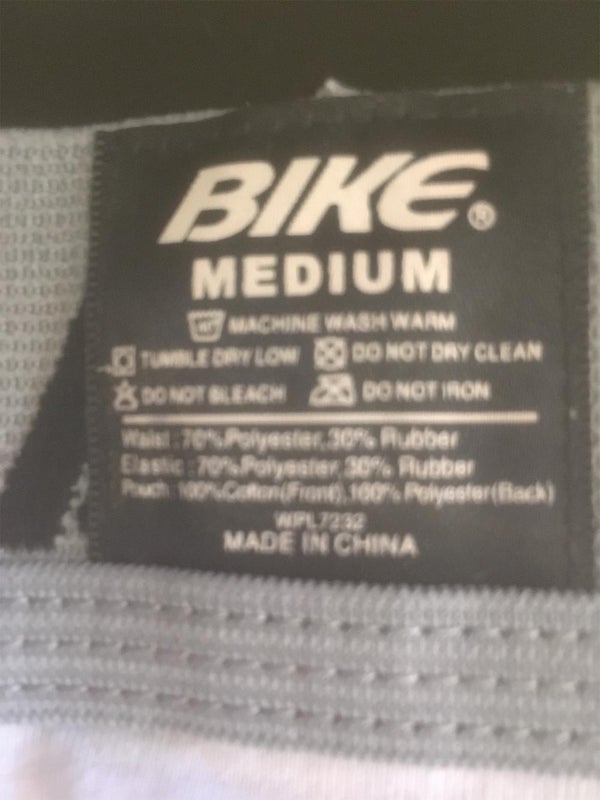 BIKE®
MEDIUM
40° MACHINE WASH WARM
TUMBLE DRY LOW DO NOT DRY CLEAN
DO NOT BLEACH DO NOT IRON
Waist: 70% Polyester, 30% Rubber
Elastic: 70% Polyester, 30% Rubber
Pouch: 100% Cotton (Front), 100% Polyester (Back)
WPL7232
MADE IN CHINA